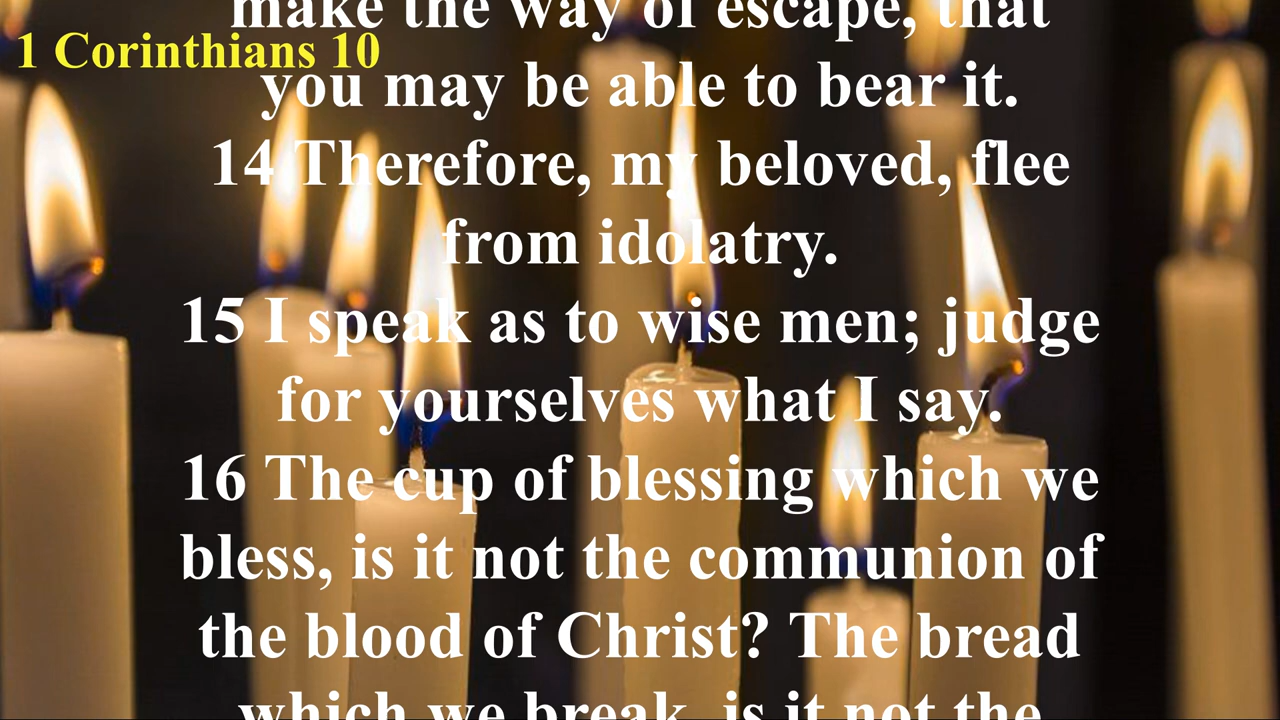 make the way of escape, that
1 Corinthians 10
you may be able to bear it.
14 Therefore, my beloved, flee
from idolatry.
15 I speak as to wise men; judge
for yourselves what I say.
16 The cup of blessing which we
bless, is it not the communion of
the blood of Christ? The bread
which we break, is it not the